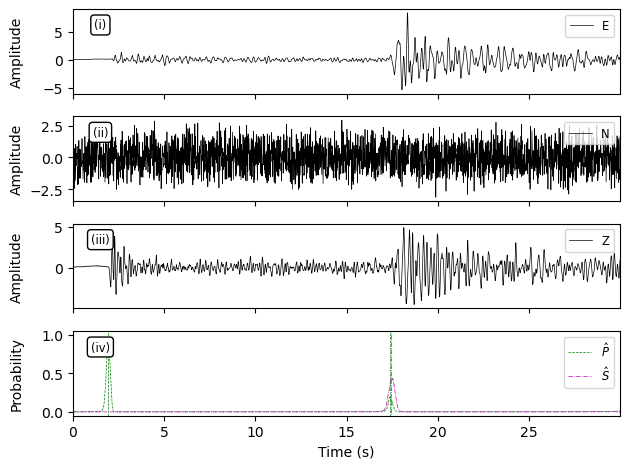 (i)
E
Amplitude
5
0
−5
(ii)
N
Amplitude
2.5
0.0
−2.5
(iii)
Z
Amplitude
5
0
(iv)
P̂
Ŝ
Probability
1.0
0.5
0.0
0 5 10 15 20 25
Time (s)